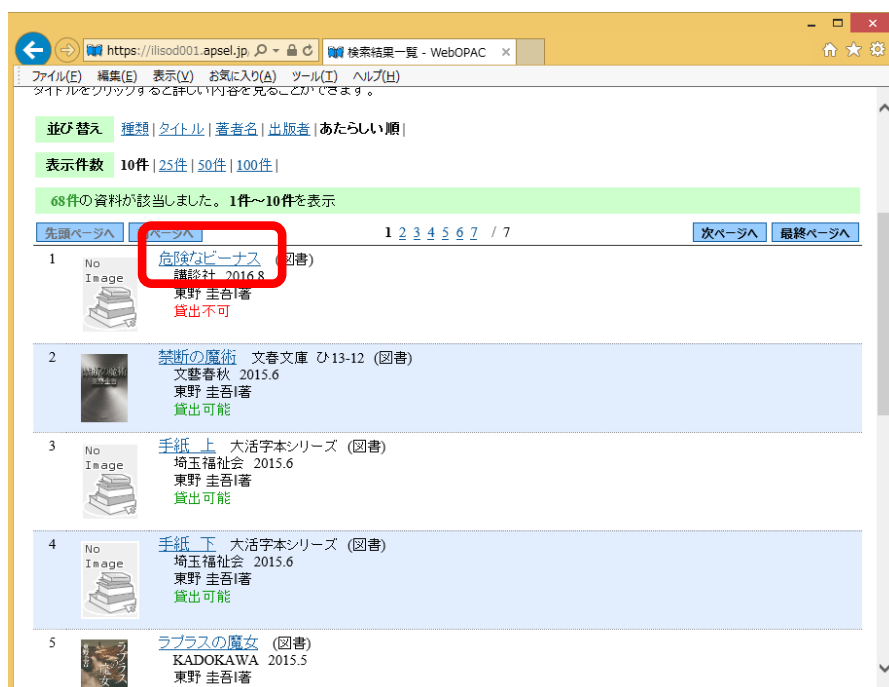 https://ilisod001.apsel.jp
検索結果一覧 - WebOPAC ×
ファイル(F) 編集(E) 表示(V) お気に入り(A) ツール(T) ヘルプ(H)
タイトルをクリックすると詳しい内容を見ることができます。
並び替え 種類 | タイトル | 著者名 | 出版者 | あたらしい順 |
表示件数 10件 | 25件 | 50件 | 100件 |
68件の資料が該当しました。1件～10件を表示
先頭ページへ 前ページへ 1 2 3 4 5 6 7 / 7 次ページへ 最終ページへ
1 No Image 危険なビーナス (図書)
講談社 2016.8
東野 圭吾‖著
貸出不可
2 禁断の魔術 文春文庫 ひ13-12 (図書)
文藝春秋 2015.6
東野 圭吾‖著
貸出可能
3 No Image 手紙 上 大活字本シリーズ (図書)
埼玉福祉会 2015.6
東野 圭吾‖著
貸出可能
4 No Image 手紙 下 大活字本シリーズ (図書)
埼玉福祉会 2015.6
東野 圭吾‖著
貸出可能
5 ラプラスの魔女 (図書)
KADOKAWA 2015.5
東野 圭吾‖著